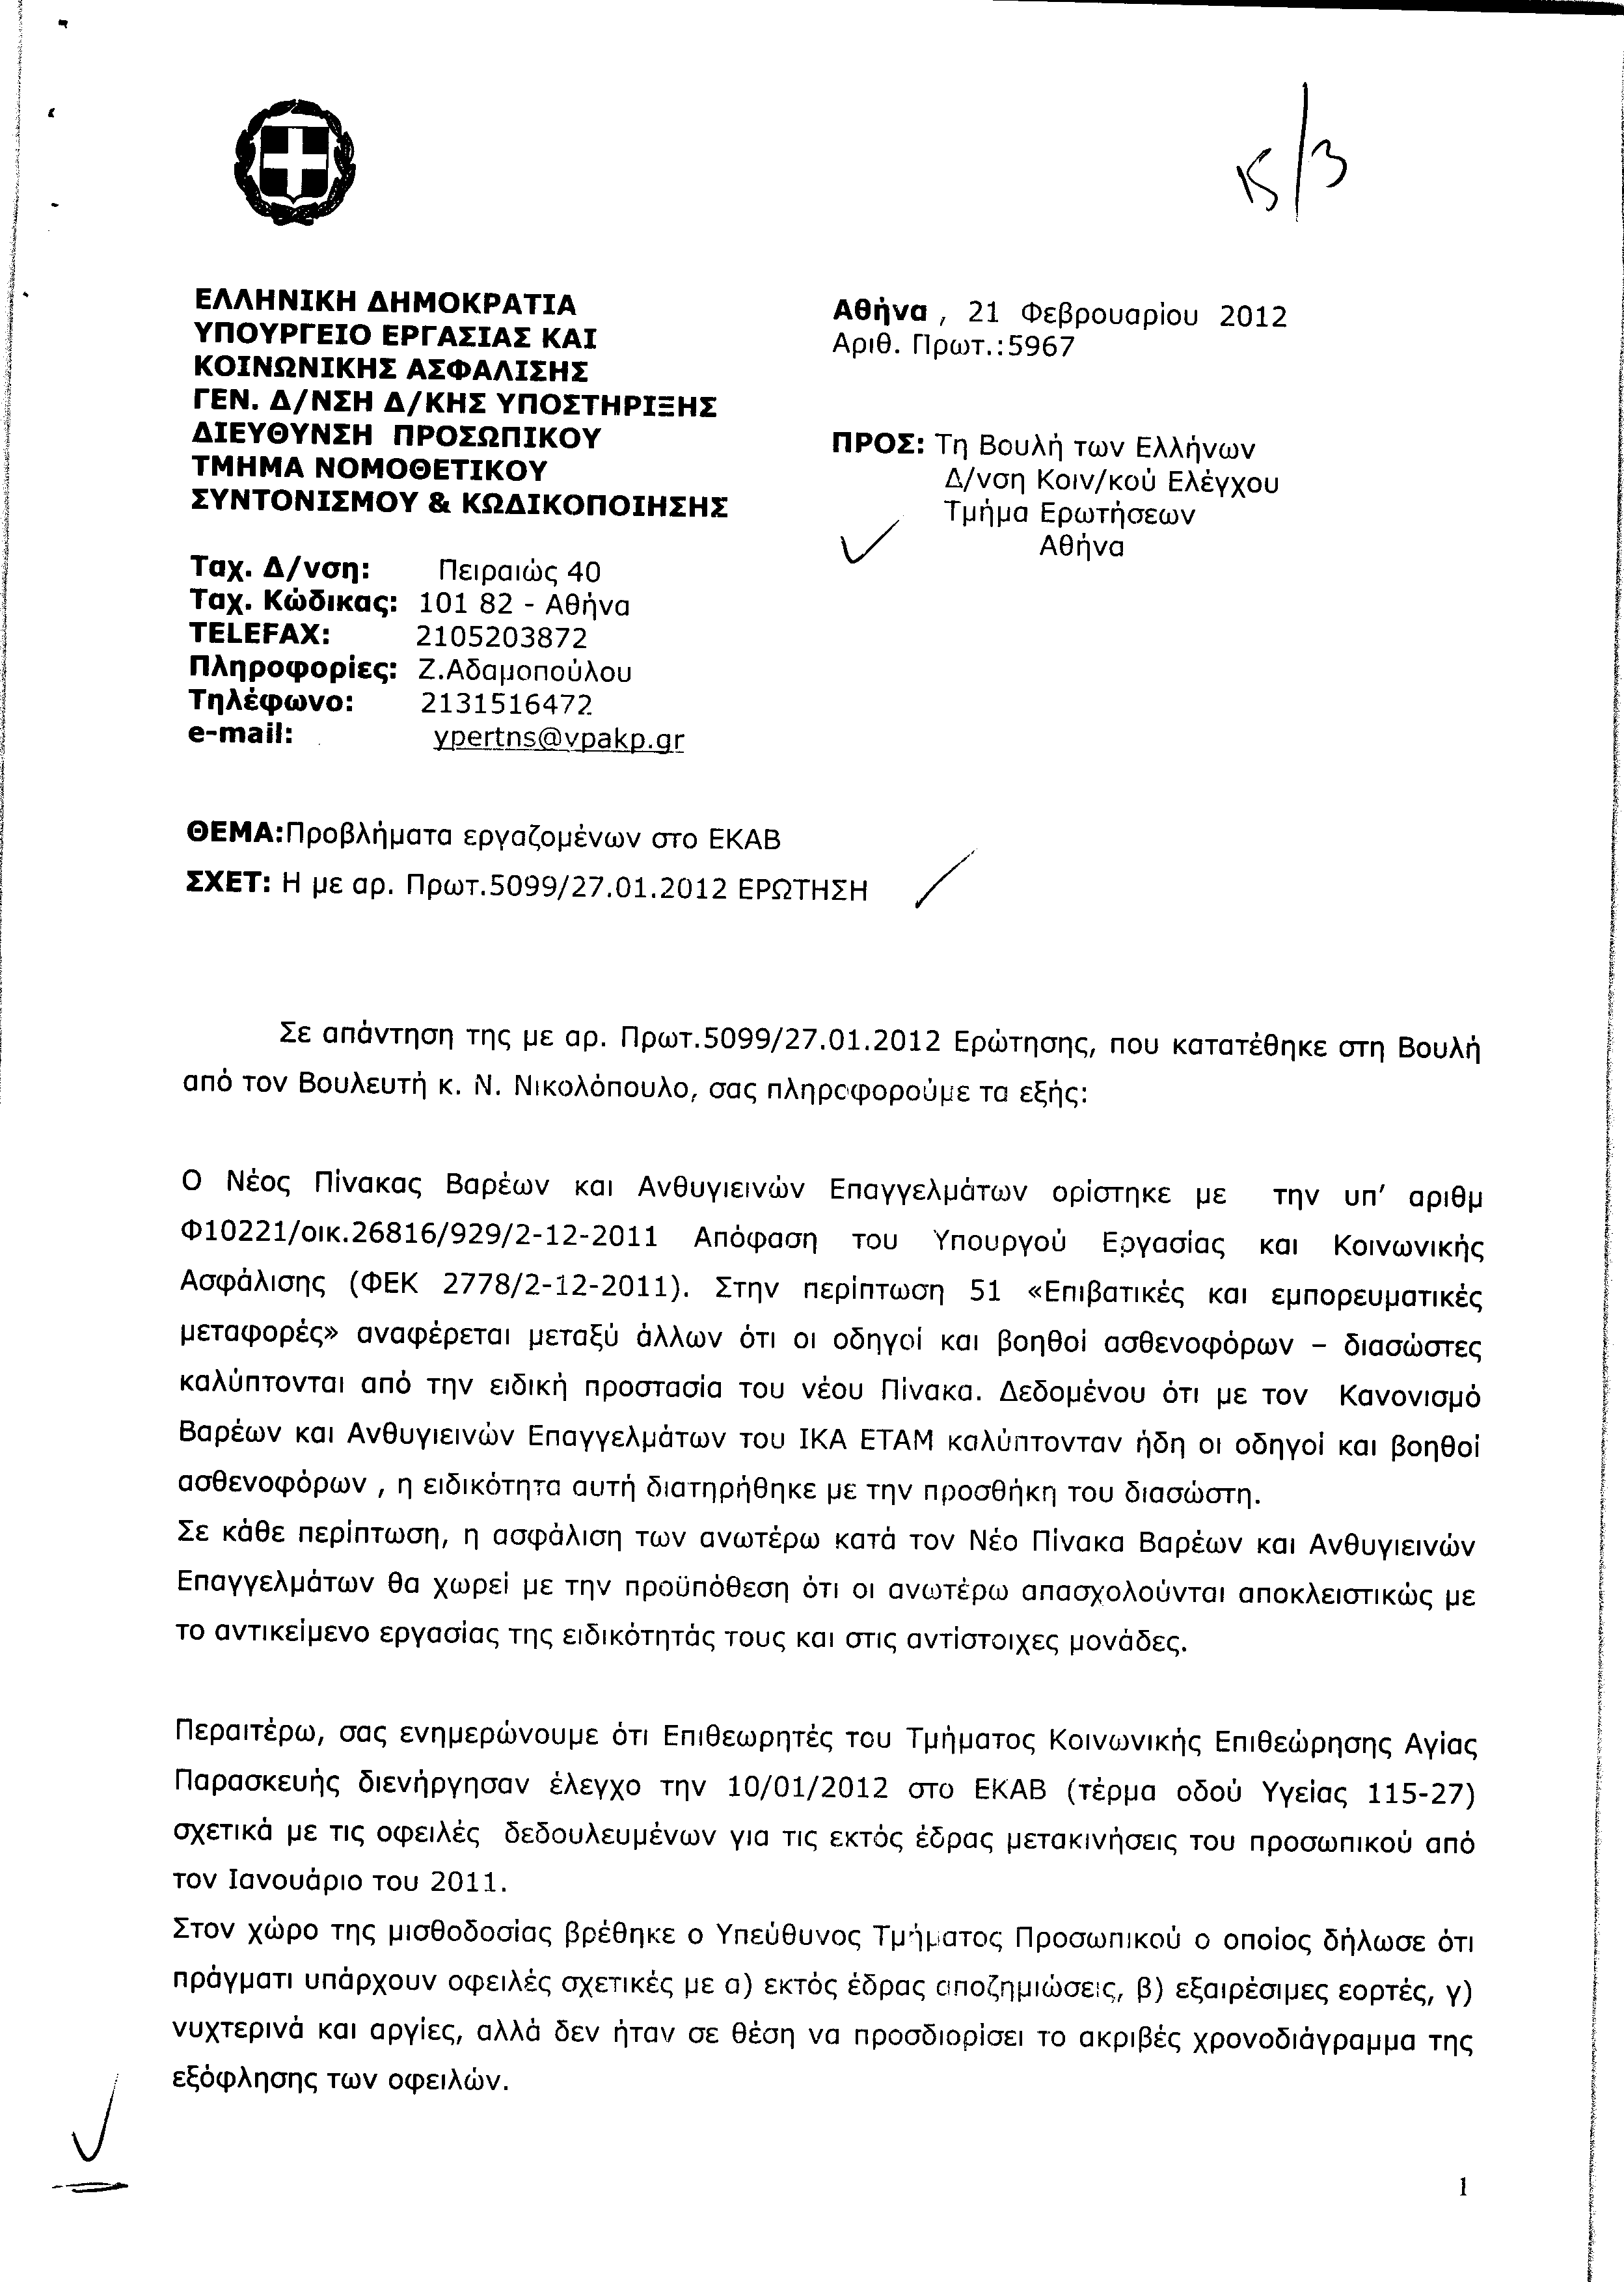 ΕΛΛΗΝΙΚΗ ΔΗΜΟΚΡΑΤΙΑ
ΥΠΟΥΡΓΕΙΟ ΕΡΓΑΣΙΑΣ ΚΑΙ
ΚΟΙΝΩΝΙΚΗΣ ΑΣΦΑΛΙΣΗΣ
ΓΕΝ. Δ/ΝΣΗ Δ/ΚΗΣ ΥΠΟΣΤΗΡΙΞΗΣ
ΔΙΕΥΘΥΝΣΗ ΠΡΟΣΩΠΙΚΟΥ
ΤΜΗΜΑ ΝΟΜΟΘΕΤΙΚΟΥ
ΣΥΝΤΟΝΙΣΜΟΥ & ΚΩΔΙΚΟΠΟΙΗΣΗΣ
Ταχ. Δ/νση: Πειραιώς 40
Ταχ. Κώδικας: 101 82 - Αθήνα
TELEFAX: 2105203872
Πληροφορίες: Ζ.Αδαμοπούλου
Τηλέφωνο: 2131516472
e-mail: ypertns@vpakp.gr
Αθήνα , 21 Φεβρουαρίου 2012
Αριθ. Πρωτ.:5967
ΠΡΟΣ: Τη Βουλή των Ελλήνων
Δ/νση Κοιν/κού Ελέγχου
Τμήμα Ερωτήσεων
Αθήνα
ΘΕΜΑ:Προβλήματα εργαζομένων στο ΕΚΑΒ
ΣΧΕΤ: Η με αρ. Πρωτ.5099/27.01.2012 ΕΡΩΤΗΣΗ
Σε απάντηση της με αρ. Πρωτ.5099/27.01.2012 Ερώτησης, που κατατέθηκε στη Βουλή
από τον Βουλευτή κ. Ν. Νικολόπουλο, σας πληροφορούμε τα εξής:
Ο Νέος Πίνακας Βαρέων και Ανθυγιεινών Επαγγελμάτων ορίστηκε με την υπ' αριθμ
Φ10221/οικ.26816/929/2-12-2011 Απόφαση του Υπουργού Εργασίας και Κοινωνικής
Ασφάλισης (ΦΕΚ 2778/2-12-2011). Στην περίπτωση 51 «Επιβατικές και εμπορευματικές
μεταφορές» αναφέρεται μεταξύ άλλων ότι οι οδηγοί και βοηθοί ασθενοφόρων – διασώστες
καλύπτονται από την ειδική προστασία του νέου Πίνακα. Δεδομένου ότι με τον Κανονισμό
Βαρέων και Ανθυγιεινών Επαγγελμάτων του ΙΚΑ ΕΤΑΜ καλύπτονταν ήδη οι οδηγοί και βοηθοί
ασθενοφόρων , η ειδικότητα αυτή διατηρήθηκε με την προσθήκη του διασώστη.
Σε κάθε περίπτωση, η ασφάλιση των ανωτέρω κατά τον Νέο Πίνακα Βαρέων και Ανθυγιεινών
Επαγγελμάτων θα χωρεί με την προϋπόθεση ότι οι ανωτέρω απασχολούνται αποκλειστικώς με
το αντικείμενο εργασίας της ειδικότητάς τους και στις αντίστοιχες μονάδες.
Περαιτέρω, σας ενημερώνουμε ότι Επιθεωρητές του Τμήματος Κοινωνικής Επιθεώρησης Αγίας
Παρασκευής διενήργησαν έλεγχο την 10/01/2012 στο ΕΚΑΒ (τέρμα οδού Υγείας 115-27)
σχετικά με τις οφειλές δεδουλευμένων για τις εκτός έδρας μετακινήσεις του προσωπικού από
τον Ιανουάριο του 2011.
Στον χώρο της μισθοδοσίας βρέθηκε ο Υπεύθυνος Τμήματος Προσωπικού ο οποίος δήλωσε ότι
πράγματι υπάρχουν οφειλές σχετικές με α) εκτός έδρας αποζημιώσεις, β) εξαιρέσιμες εορτές, γ)
νυχτερινά και αργίες, αλλά δεν ήταν σε θέση να προσδιορίσει το ακριβές χρονοδιάγραμμα της
εξόφλησης των οφειλών.
1